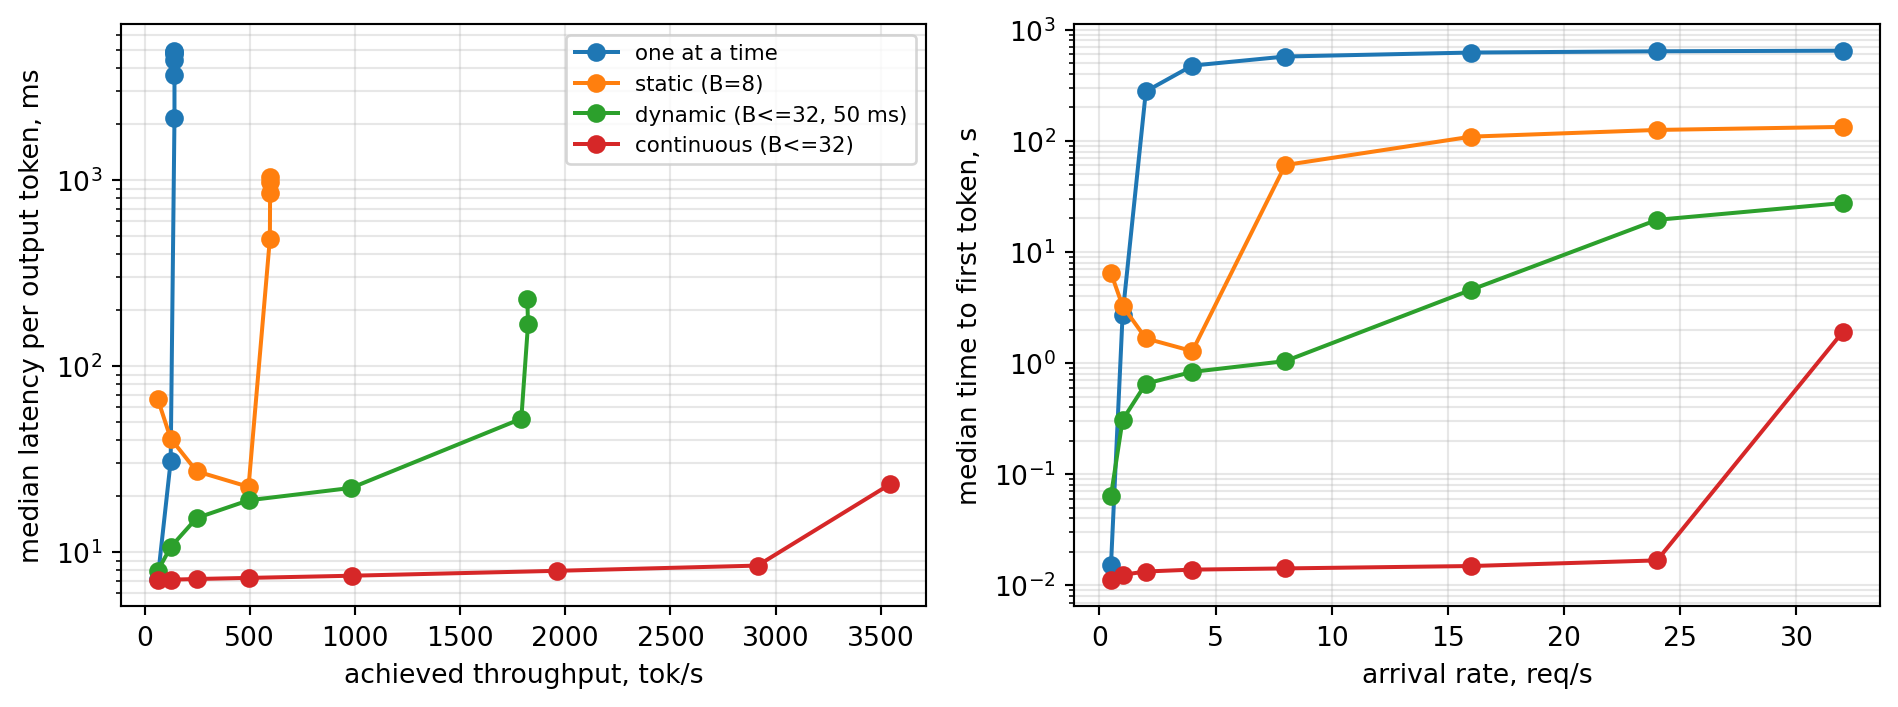 median latency per output token, ms
10³
10²
10¹
0 500 1000 1500 2000 2500 3000 3500
achieved throughput, tok/s
one at a time
static (B=8)
dynamic (B<=32, 50 ms)
continuous (B<=32)
median time to first token, s
10³
10²
10¹
10⁰
10⁻¹
10⁻²
0 5 10 15 20 25 30
arrival rate, req/s